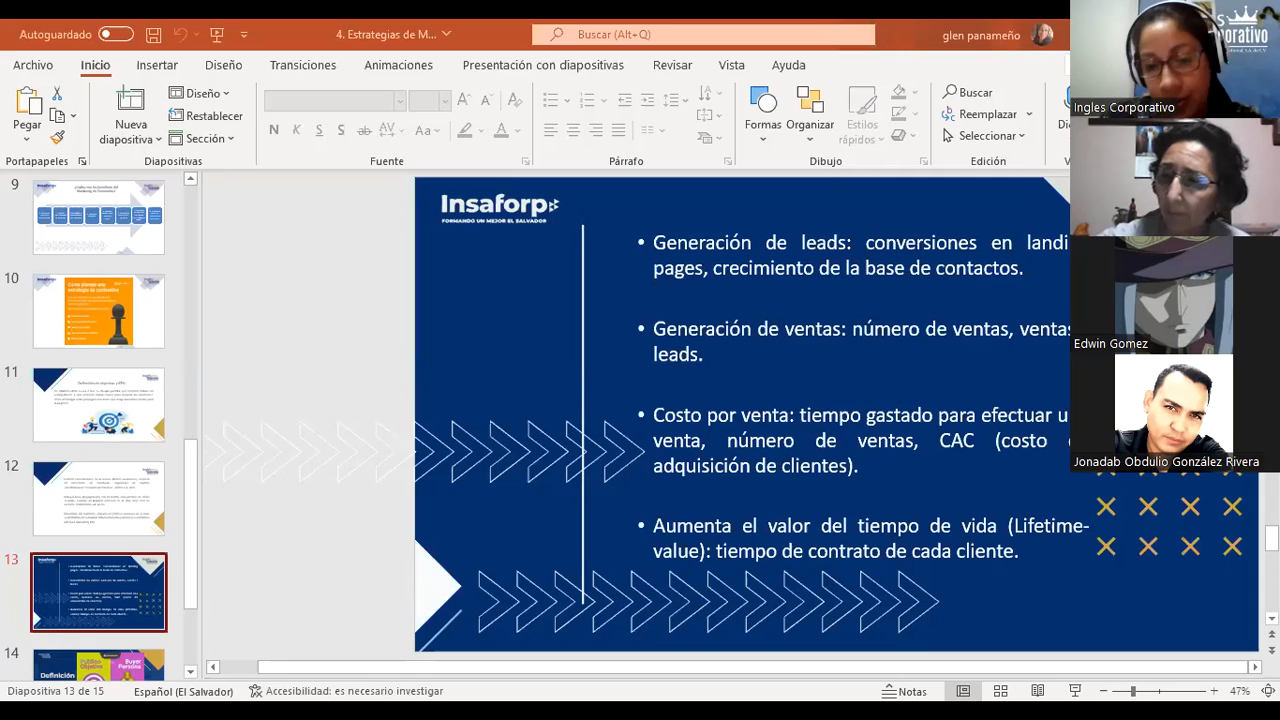 Autoguardado
4. Estrategias de M...
Buscar (Alt+Q)
glen panameño
Archivo
Inicio
Insertar
Diseño
Transiciones
Animaciones
Presentación en diapositivas
Revisar
Vista
Ayuda
Pegar
Nueva
diapositiva
Diseño
Restablecer
Sección
Formas
Organizar
Estilos
rápidos
Buscar
Reemplazar
Seleccionar
Portapapeles
Diapositivas
Fuente
Párrafo
Dibujo
Edición
9
10
11
12
13
14
Público
Objetivo
Buyer
Persona
Definición
Insaforp
FORMANDO UN MEJOR EL SALVADOR
• Generación de leads: conversiones en landi
pages, crecimiento de la base de contactos.
• Generación de ventas: número de ventas, ventas
leads.
• Costo por venta: tiempo gastado para efectuar u
venta, número de ventas, CAC (costo
adquisición de clientes).
• Aumenta el valor del tiempo de vida (Lifetime-
value): tiempo de contrato de cada cliente.
Ingles Corporativo
Edwin Gomez
Jonadab Obdulio González Rivera
Diapositiva 13 de 15
Español (El Salvador)
Accesibilidad: es necesario investigar
Notas
47%